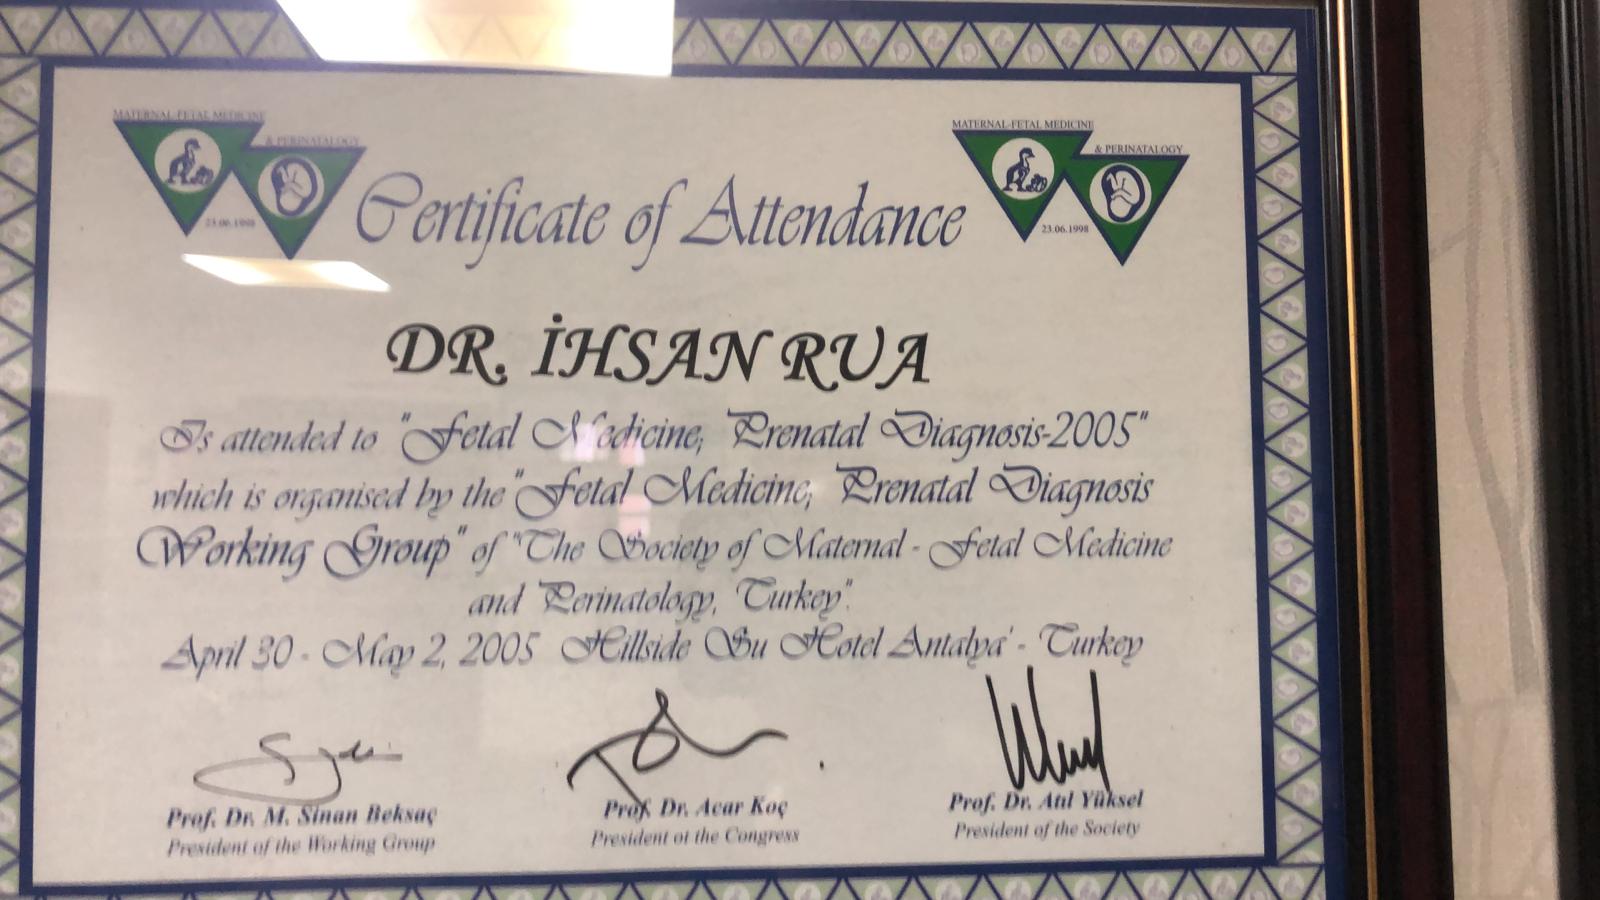 MATERNAL-FETAL MEDICINE
& PERINATALOGY
23.06.1998
MATERNAL-FETAL MEDICINE
& PERINATALOGY
23.06.1998
Certificate of Attendance
DR. İHSAN RUA
Is attended to "Fetal Medicine; Prenatal Diagnosis-2005"
which is organised by the "Fetal Medicine; Prenatal Diagnosis
Working Group" of "The Society of Maternal - Fetal Medicine
and Perinatology, Turkey".
April 30 - May 2, 2005 Hillside Su Hotel Antalya' - Turkey
Prof. Dr. M. Sinan Beksaç
President of the Working Group
Prof. Dr. Acar Koç
President of the Congress
Prof. Dr. Atıl Yüksel
President of the Society